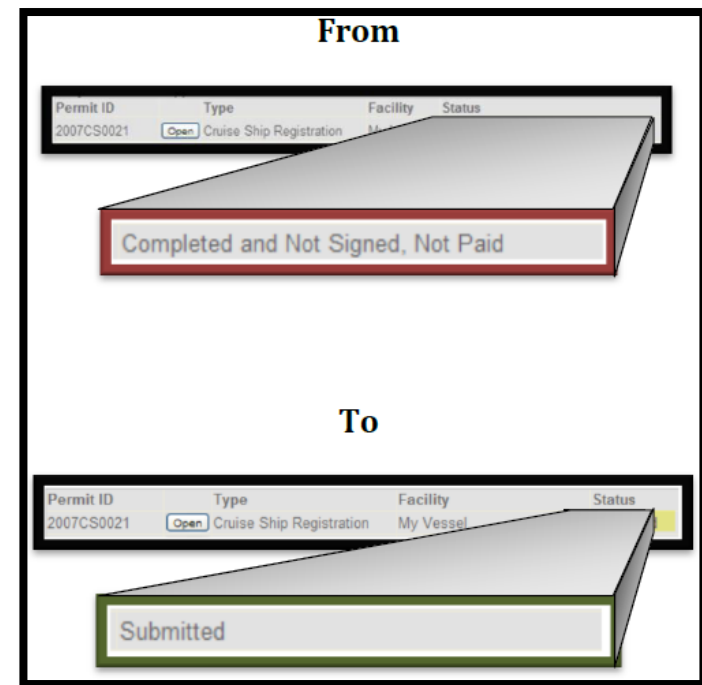 From
Permit ID Type Facility Status
2007CS0021 Open Cruise Ship Registration
Completed and Not Signed, Not Paid
To
Permit ID Type Facility Status
2007CS0021 Open Cruise Ship Registration My Vessel
Submitted